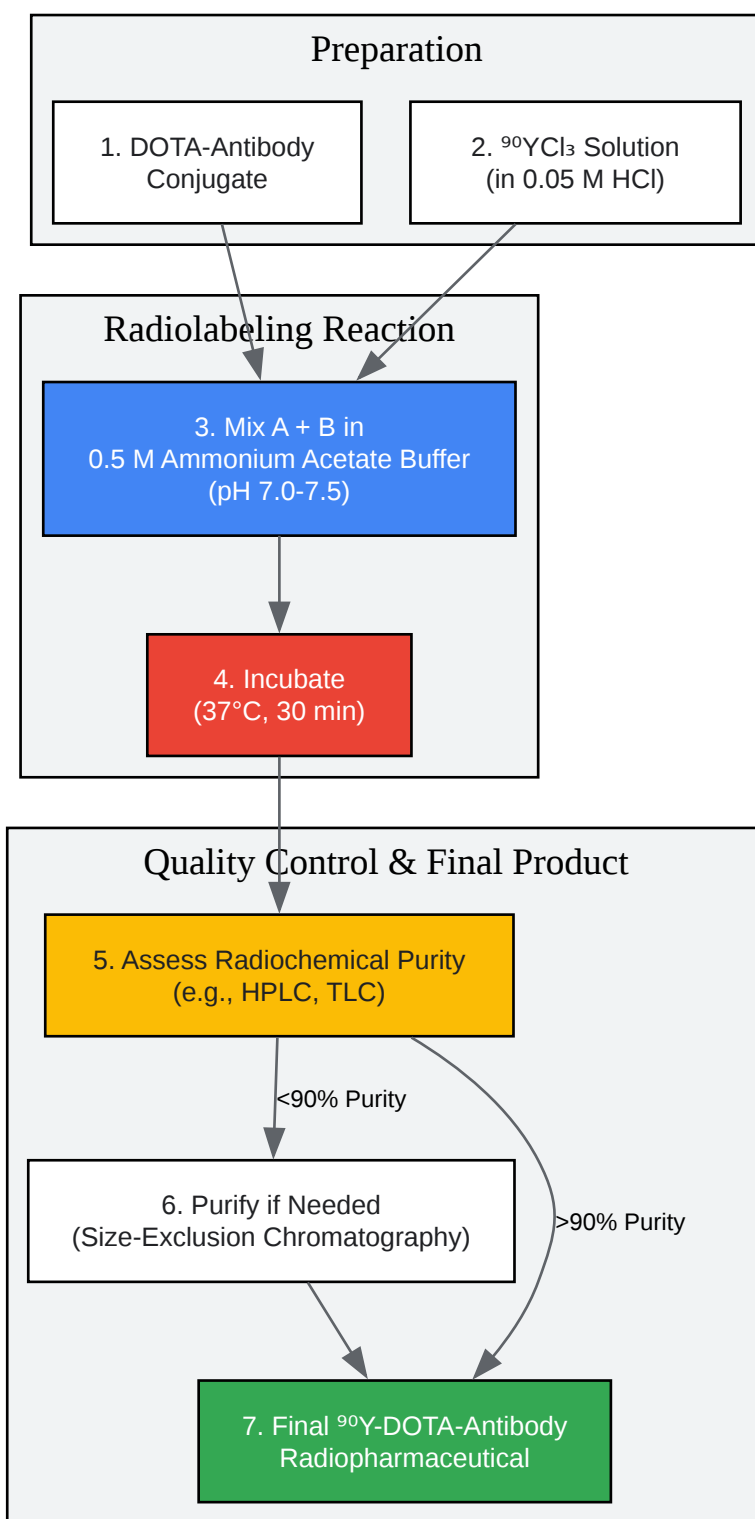 Preparation
1. DOTA-Antibody
Conjugate
2. ⁹⁰YCl₃ Solution
(in 0.05 M HCl)
Radiolabeling Reaction
3. Mix A + B in
0.5 M Ammonium Acetate Buffer
(pH 7.0-7.5)
4. Incubate
(37°C, 30 min)
Quality Control & Final Product
5. Assess Radiochemical Purity
(e.g., HPLC, TLC)
<90% Purity
6. Purify if Needed
(Size-Exclusion Chromatography)
>90% Purity
7. Final ⁹⁰Y-DOTA-Antibody
Radiopharmaceutical